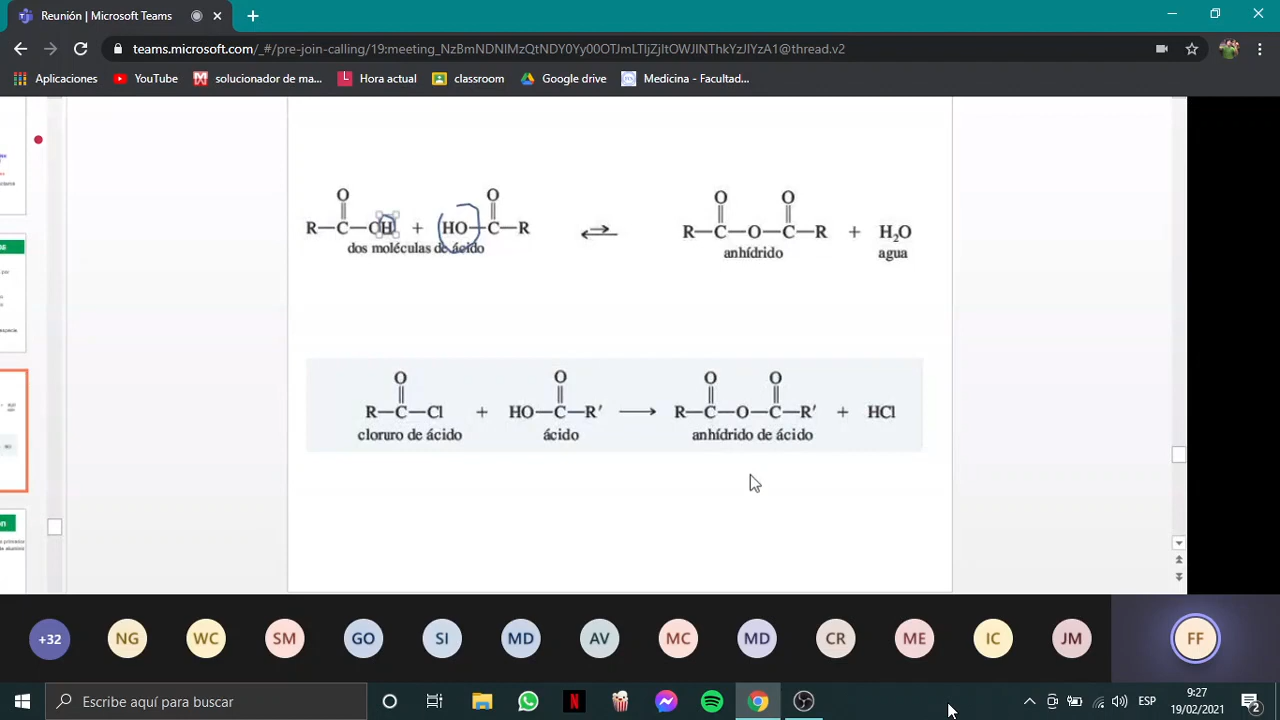 Reunión | Microsoft Teams
teams.microsoft.com/_#/pre-join-calling/19:meeting_NzBmNDNIMzQtNDY0Yy00OTJmLTljZjltOWJlNThkYzJlYzA1@thread.v2
Aplicaciones YouTube solucionador de ma... Hora actual classroom Google drive Medicina – Facultad...
O O O O
R—C—OH + HO—C—R ⇌ R—C—O—C—R + H₂O
dos moléculas de ácido anhídrido agua
O O O O
R—C—Cl + HO—C—R′ ⟶ R—C—O—C—R′ + HCl
cloruro de ácido ácido anhídrido de ácido
+32 NG WC SM GO SI MD AV MC MD CR ME IC JM FF
Escribe aquí para buscar ESP 9:27
19/02/2021 2